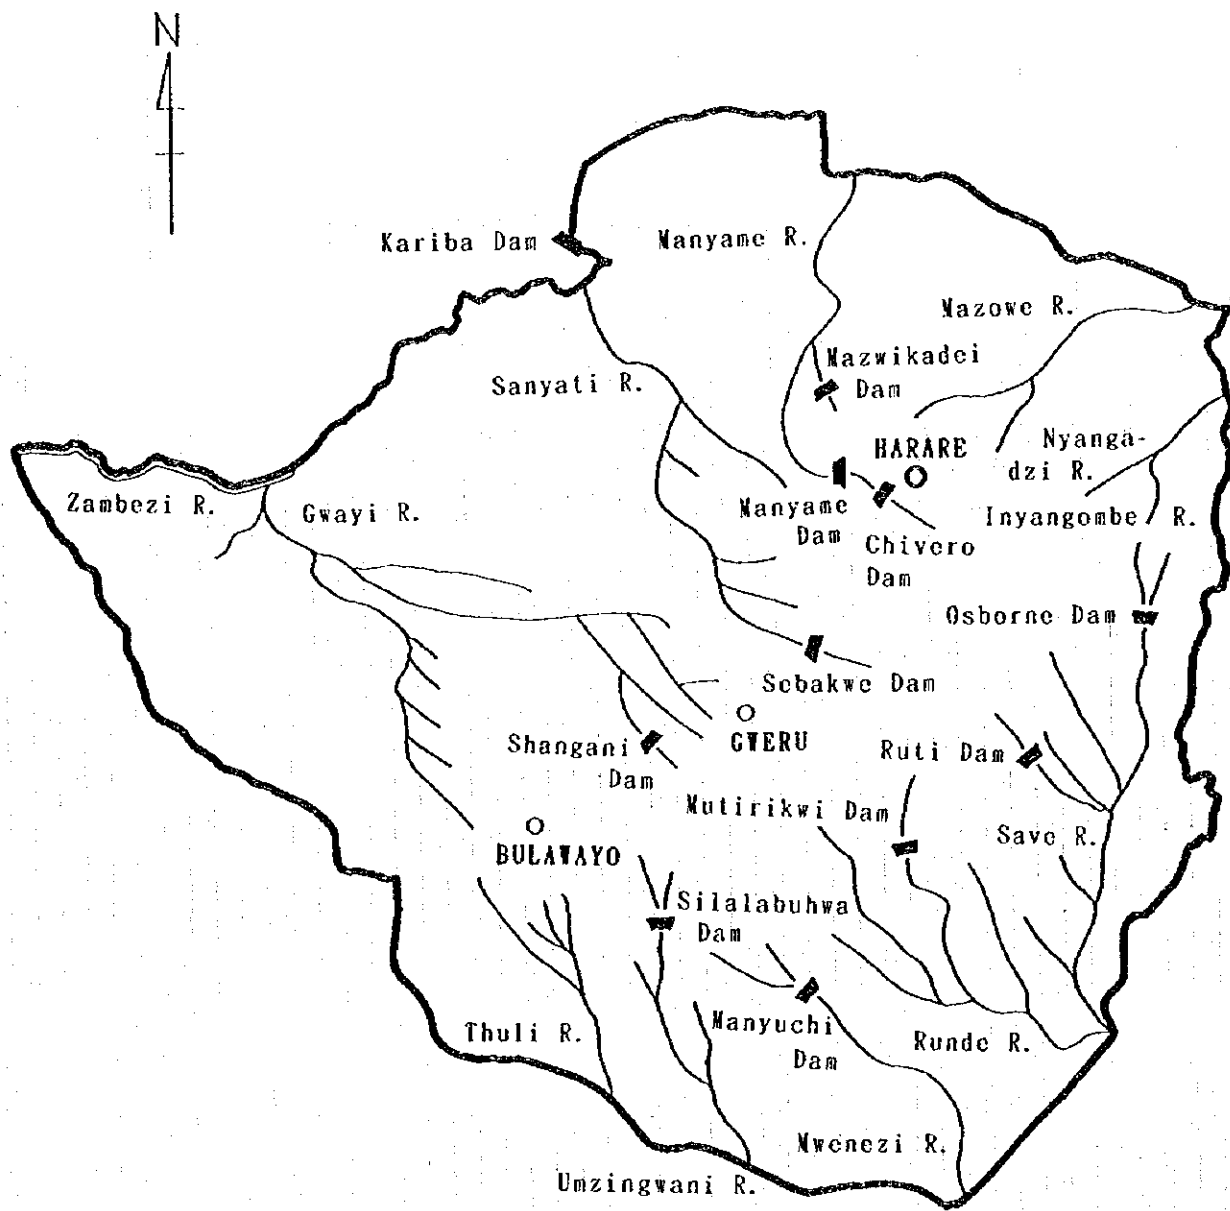 N
Kariba Dam
Manyame R.
Mazowe R.
Mazwikadei
Dam
Sanyati R.
HARARE
Nyanga-
dzi R.
Zambezi R.
Gwayi R.
Manyame
Dam
Inyangombe R.
Chivero
Dam
Osborne Dam
Sebakwe Dam
GWERU
Shangani
Dam
Ruti Dam
Mutirikwi Dam
Save R.
BULAWAYO
Silalabuhwa
Dam
Thuli R.
Manyuchi
Dam
Runde R.
Mwenezi R.
Umzingwani R.